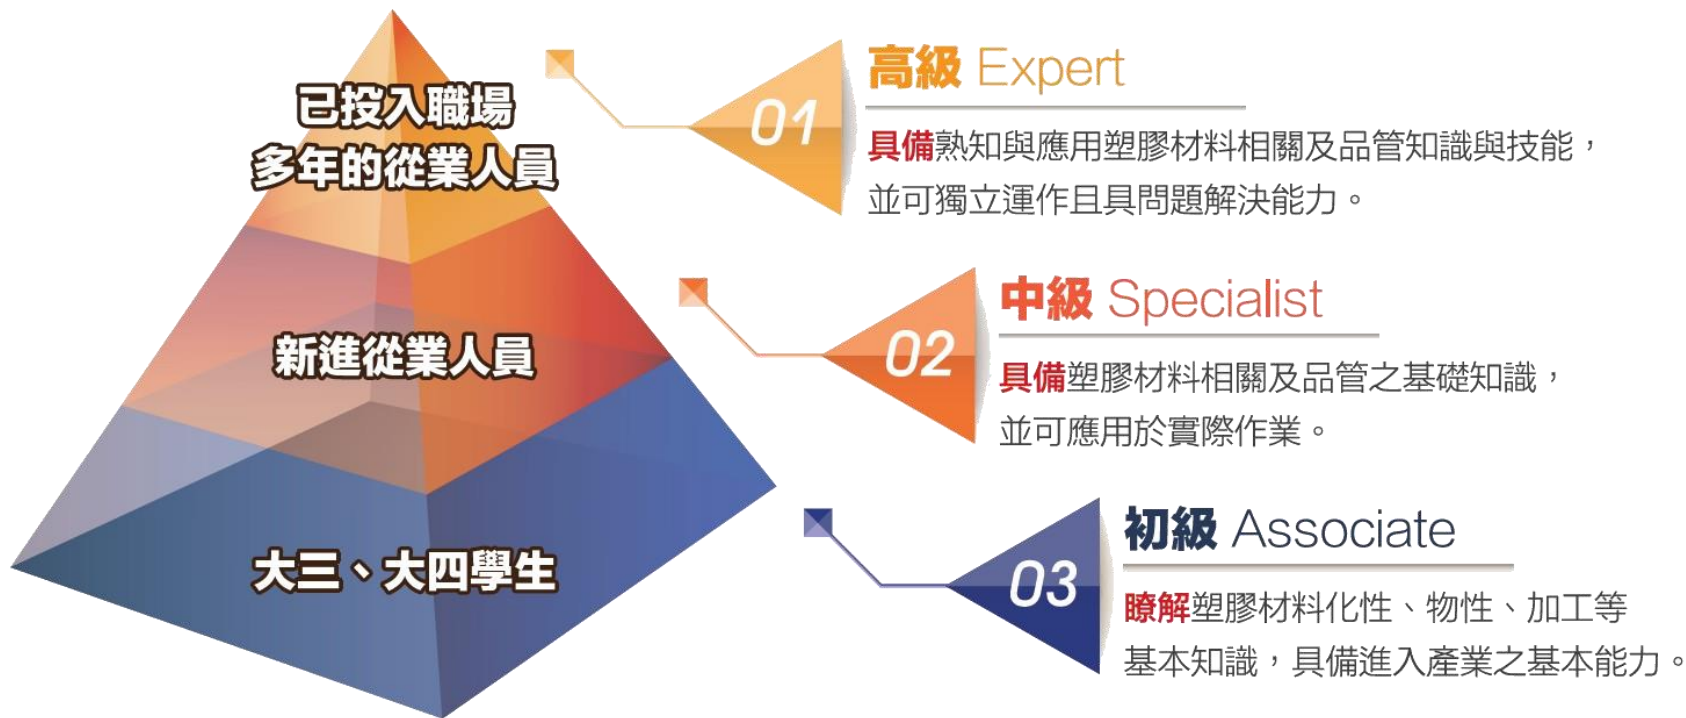 已投入職場
多年的從業人員
新進從業人員
大三、大四學生
01
高級 Expert
具備熟知與應用塑膠材料相關及品管知識與技能，
並可獨立運作且具問題解決能力。
02
中級 Specialist
具備塑膠材料相關及品管之基礎知識，
並可應用於實際作業。
03
初級 Associate
瞭解塑膠材料化性、物性、加工等
基本知識，具備進入產業之基本能力。